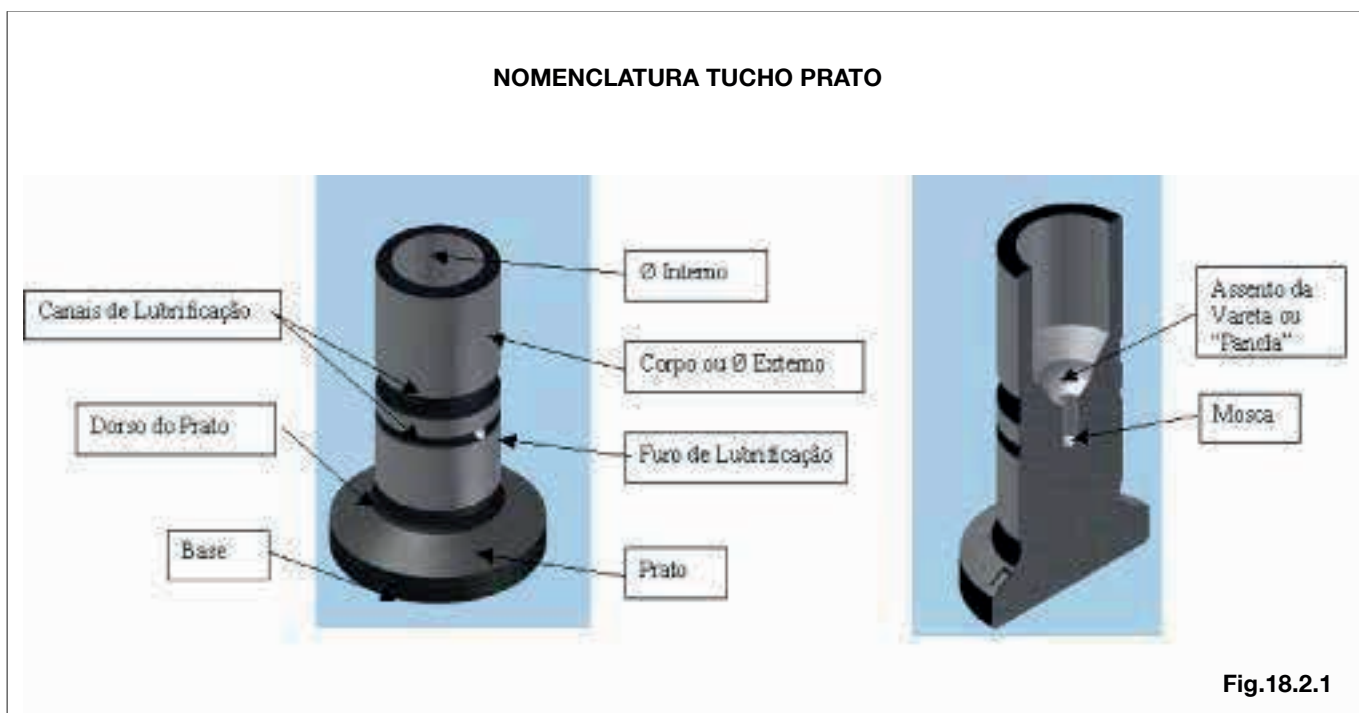 NOMENCLATURA TUCHO PRATO
Ø Interno
Canais de Lubrificação
Corpo ou Ø Externo
Dorso do Prato
Furo de Lubrificação
Base
Prato
Assento da
Vareta ou
"Panela"
Mosca
Fig.18.2.1